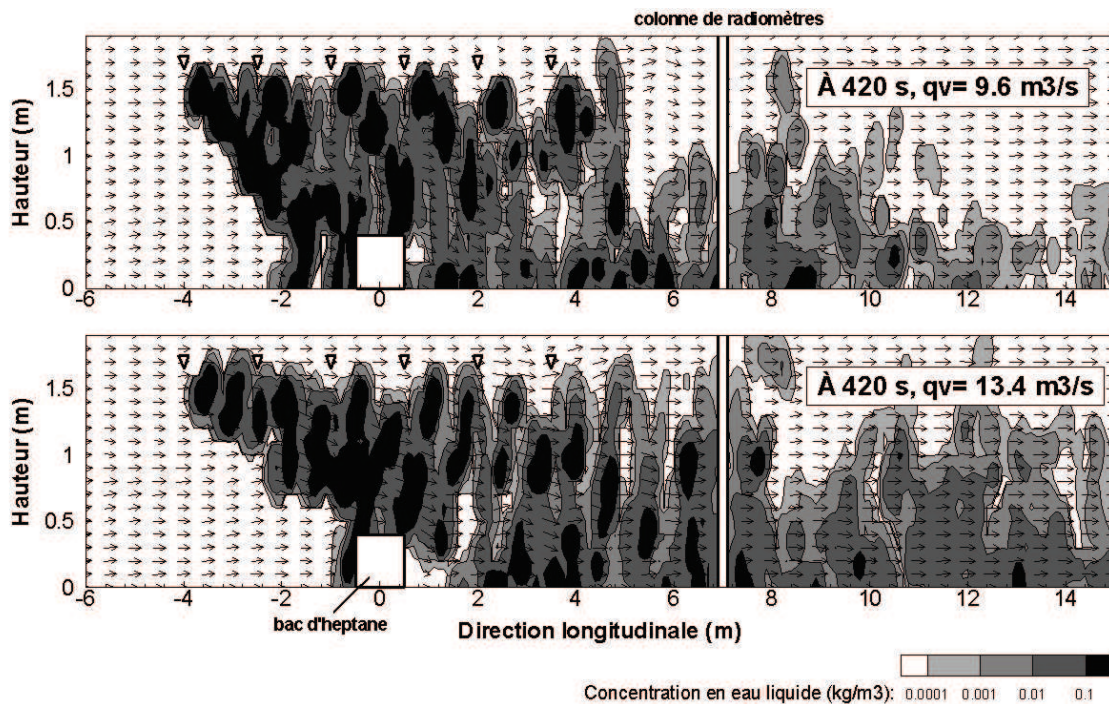 colonne de radiomètres
Hauteur (m)
1.5
1
0.5
0
À 420 s, qv= 9.6 m3/s
-6 -4 -2 0 2 4 6 8 10 12 14
Hauteur (m)
1.5
1
0.5
0
À 420 s, qv= 13.4 m3/s
-6 -4 -2 0 2 4 6 8 10 12 14
bac d'heptane
Direction longitudinale (m)
Concentration en eau liquide (kg/m3): 0.0001 0.001 0.01 0.1